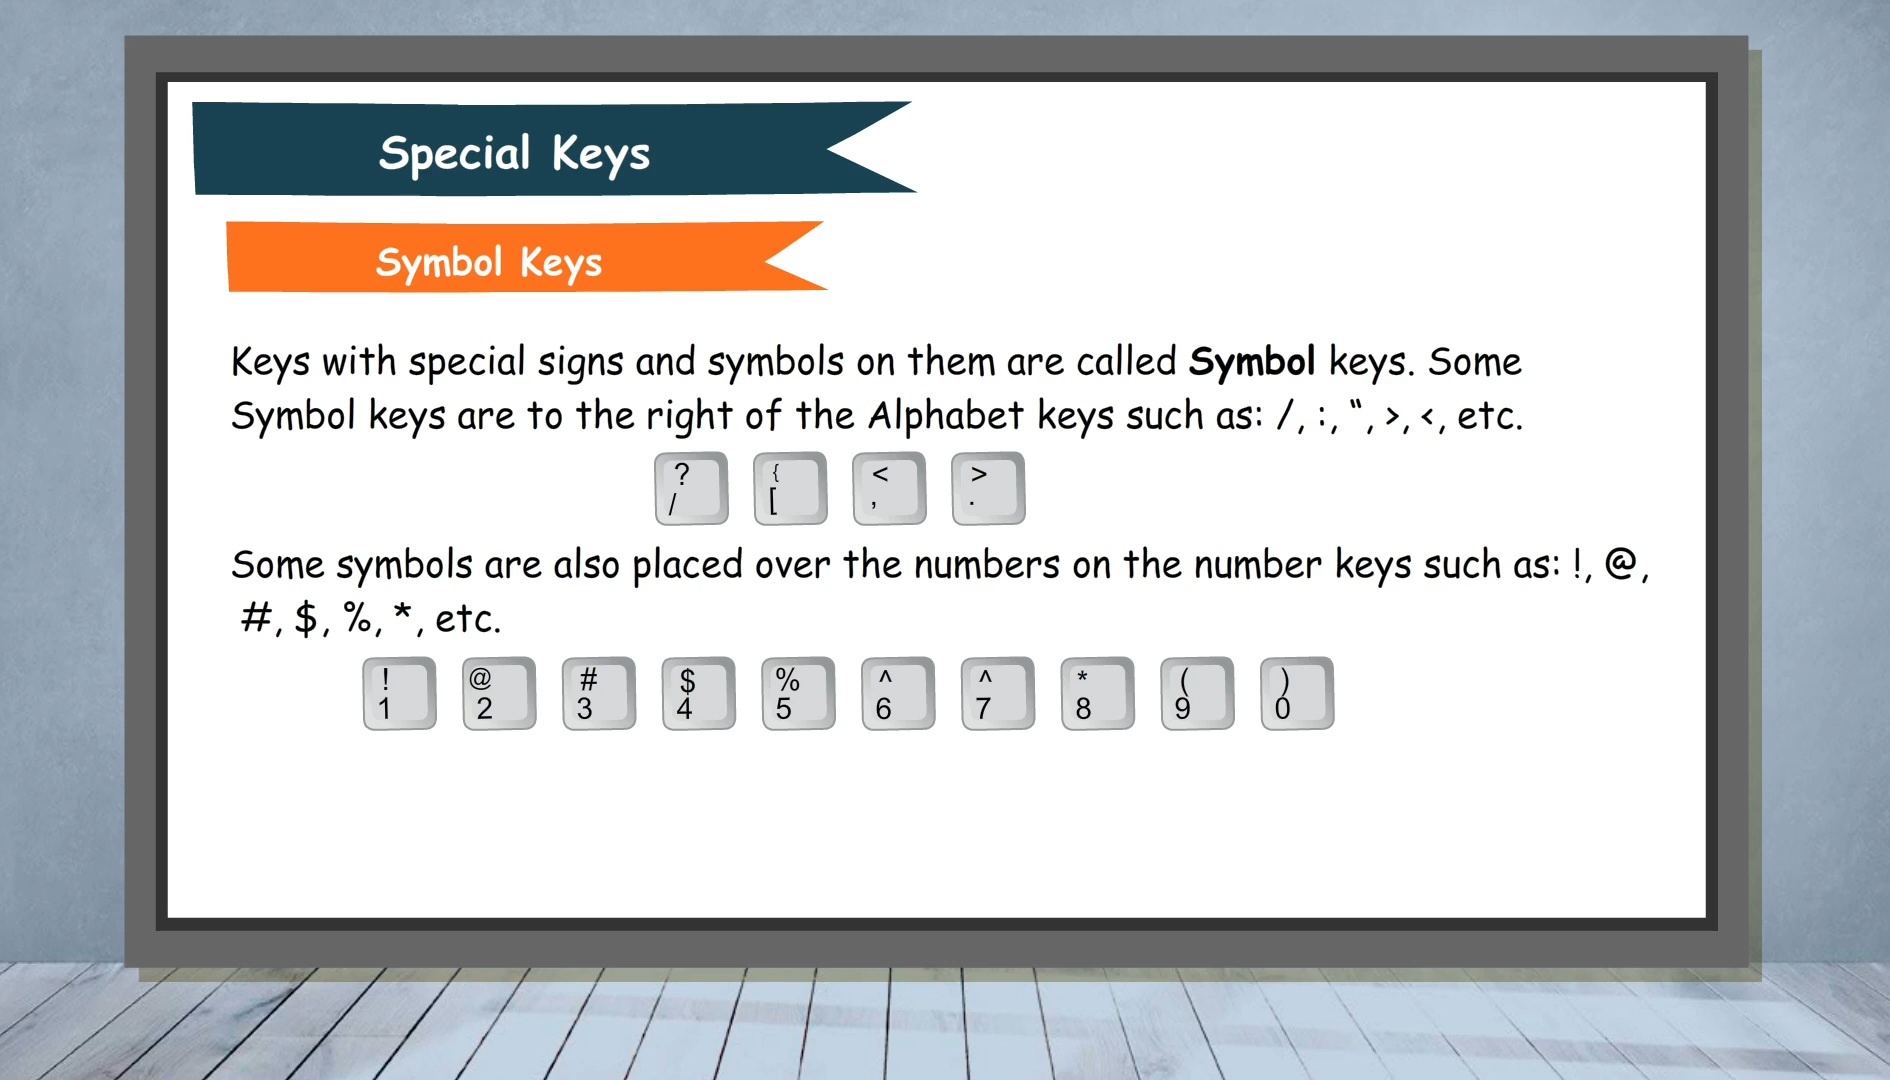 Special Keys
Symbol Keys
Keys with special signs and symbols on them are called Symbol keys. Some
Symbol keys are to the right of the Alphabet keys such as: /, :, “, >, <, etc.
? { < >
/ [ , .
Some symbols are also placed over the numbers on the number keys such as: !, @,
#, $, %, *, etc.
! @ # $ % ^ ^ * ( )
1 2 3 4 5 6 7 8 9 0